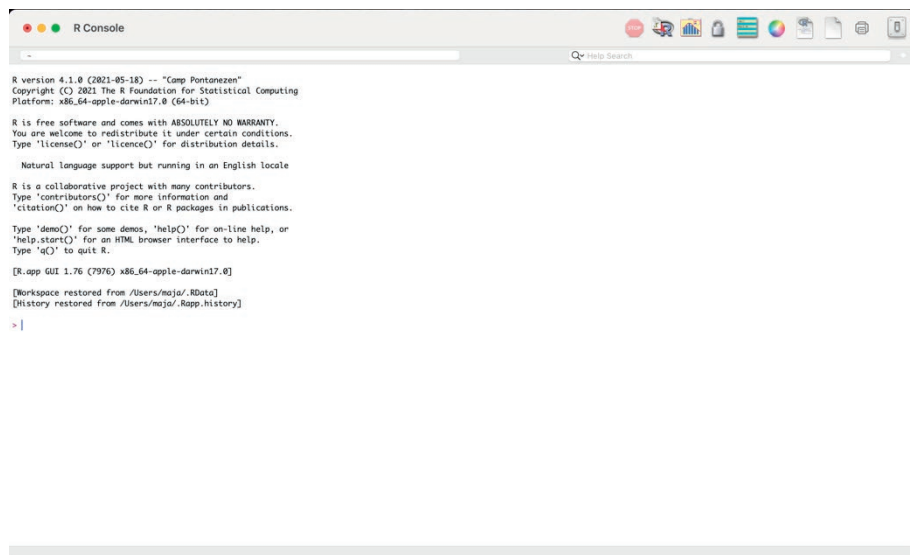 R Console
STOP
~
Help Search
R version 4.1.0 (2021-05-18) -- "Camp Pontanezen"
Copyright (C) 2021 The R Foundation for Statistical Computing
Platform: x86_64-apple-darwin17.0 (64-bit)
R is free software and comes with ABSOLUTELY NO WARRANTY.
You are welcome to redistribute it under certain conditions.
Type 'license()' or 'licence()' for distribution details.
Natural language support but running in an English locale
R is a collaborative project with many contributors.
Type 'contributors()' for more information and
'citation()' on how to cite R or R packages in publications.
Type 'demo()' for some demos, 'help()' for on-line help, or
'help.start()' for an HTML browser interface to help.
Type 'q()' to quit R.
[R.app GUI 1.76 (7976) x86_64-apple-darwin17.0]
[Workspace restored from /Users/maja/.RData]
[History restored from /Users/maja/.Rapp.history]
>